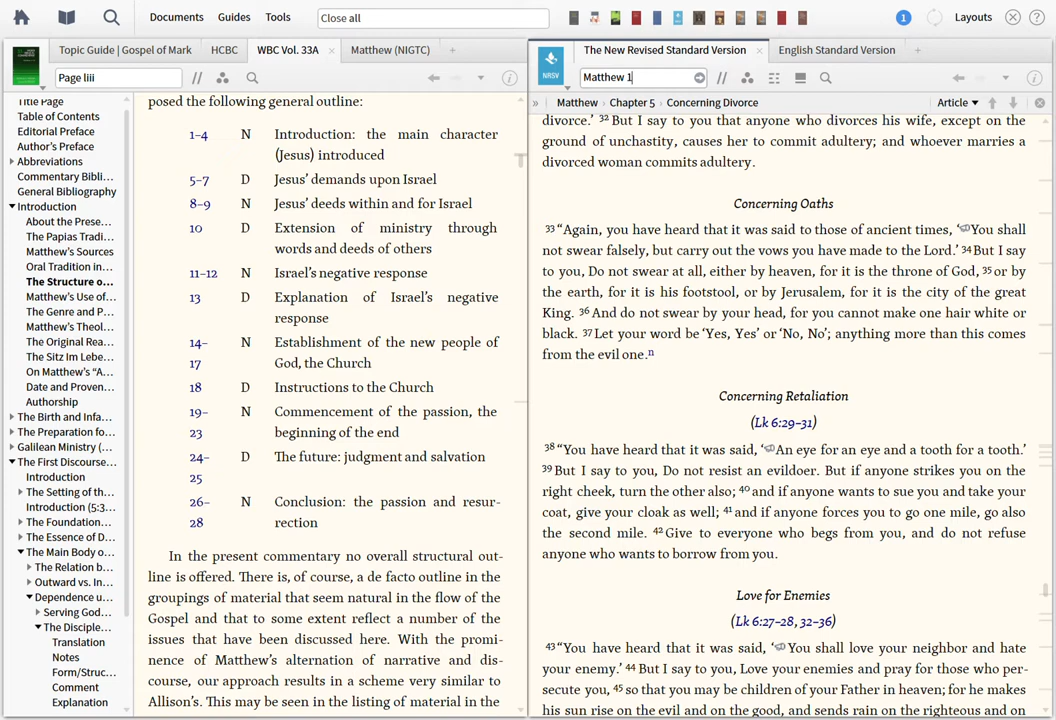 Documents Guides Tools Close all 1 Layouts
Topic Guide | Gospel of Mark HCBC WBC Vol. 33A Matthew (NIGTC)
Page liii
Title Page
Table of Contents
Editorial Preface
Author's Preface
Abbreviations
Commentary Bibli...
General Bibliography
Introduction
About the Prese...
The Papias Tradi...
Matthew's Sources
Oral Tradition in...
The Structure o...
Matthew's Use of...
The Genre and P...
Matthew's Theol...
The Original Rea...
The Sitz Im Lebe...
On Matthew's "A...
Date and Proven...
Authorship
The Birth and Infa...
The Preparation fo...
Galilean Ministry (...
The First Discourse...
Introduction
The Setting of th...
Introduction (5:3...
The Foundation...
The Essence of D...
The Main Body o...
The Relation b...
Outward vs. In...
Dependence u...
Serving God...
The Disciple...
Translation
Notes
Form/Struc...
Comment
Explanation
posed the following general outline:
1–4 N Introduction: the main character
(Jesus) introduced
5–7 D Jesus' demands upon Israel
8–9 N Jesus' deeds within and for Israel
10 D Extension of ministry through
words and deeds of others
11–12 N Israel's negative response
13 D Explanation of Israel's negative
response
14– N Establishment of the new people of
17 God, the Church
18 D Instructions to the Church
19– N Commencement of the passion, the
23 beginning of the end
24– D The future: judgment and salvation
25
26– N Conclusion: the passion and resur-
28 rection
In the present commentary no overall structural out-
line is offered. There is, of course, a de facto outline in the
groupings of material that seem natural in the flow of the
Gospel and that to some extent reflect a number of the
issues that have been discussed here. With the promi-
nence of Matthew's alternation of narrative and dis-
course, our approach results in a scheme very similar to
Allison's. This may be seen in the listing of material in the
NRSV
The New Revised Standard Version English Standard Version
Matthew 1
Matthew › Chapter 5 › Concerning Divorce Article
divorce.' 32 But I say to you that anyone who divorces his wife, except on the
ground of unchastity, causes her to commit adultery; and whoever marries a
divorced woman commits adultery.
Concerning Oaths
33 "Again, you have heard that it was said to those of ancient times, 'You shall
not swear falsely, but carry out the vows you have made to the Lord.' 34 But I say
to you, Do not swear at all, either by heaven, for it is the throne of God, 35 or by
the earth, for it is his footstool, or by Jerusalem, for it is the city of the great
King. 36 And do not swear by your head, for you cannot make one hair white or
black. 37 Let your word be 'Yes, Yes' or 'No, No'; anything more than this comes
from the evil one.n
Concerning Retaliation
(Lk 6:29–31)
38 "You have heard that it was said, 'An eye for an eye and a tooth for a tooth.'
39 But I say to you, Do not resist an evildoer. But if anyone strikes you on the
right cheek, turn the other also; 40 and if anyone wants to sue you and take your
coat, give your cloak as well; 41 and if anyone forces you to go one mile, go also
the second mile. 42 Give to everyone who begs from you, and do not refuse
anyone who wants to borrow from you.
Love for Enemies
(Lk 6:27–28, 32–36)
43 "You have heard that it was said, 'You shall love your neighbor and hate
your enemy.' 44 But I say to you, Love your enemies and pray for those who per-
secute you, 45 so that you may be children of your Father in heaven; for he makes
his sun rise on the evil and on the good, and sends rain on the righteous and on